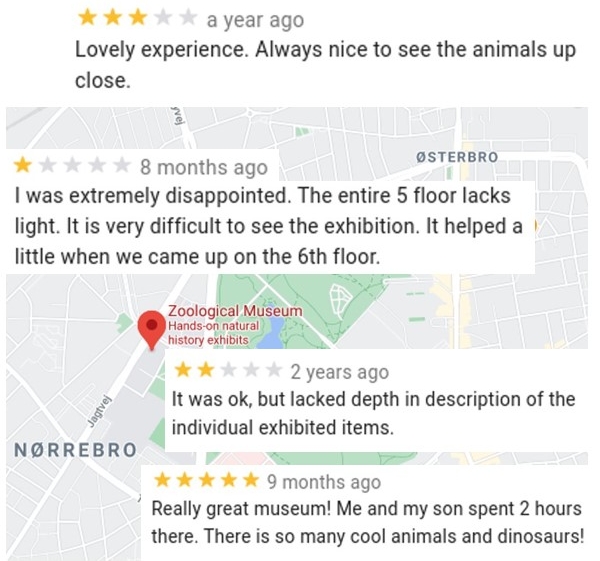 a year ago
Lovely experience. Always nice to see the animals up
close.
ØSTERBRO
8 months ago
I was extremely disappointed. The entire 5 floor lacks
light. It is very difficult to see the exhibition. It helped a
little when we came up on the 6th floor.
Zoological Museum
Hands-on natural
history exhibits
2 years ago
It was ok, but lacked depth in description of the
individual exhibited items.
Jagtvej
NØRREBRO
9 months ago
Really great museum! Me and my son spent 2 hours
there. There is so many cool animals and dinosaurs!